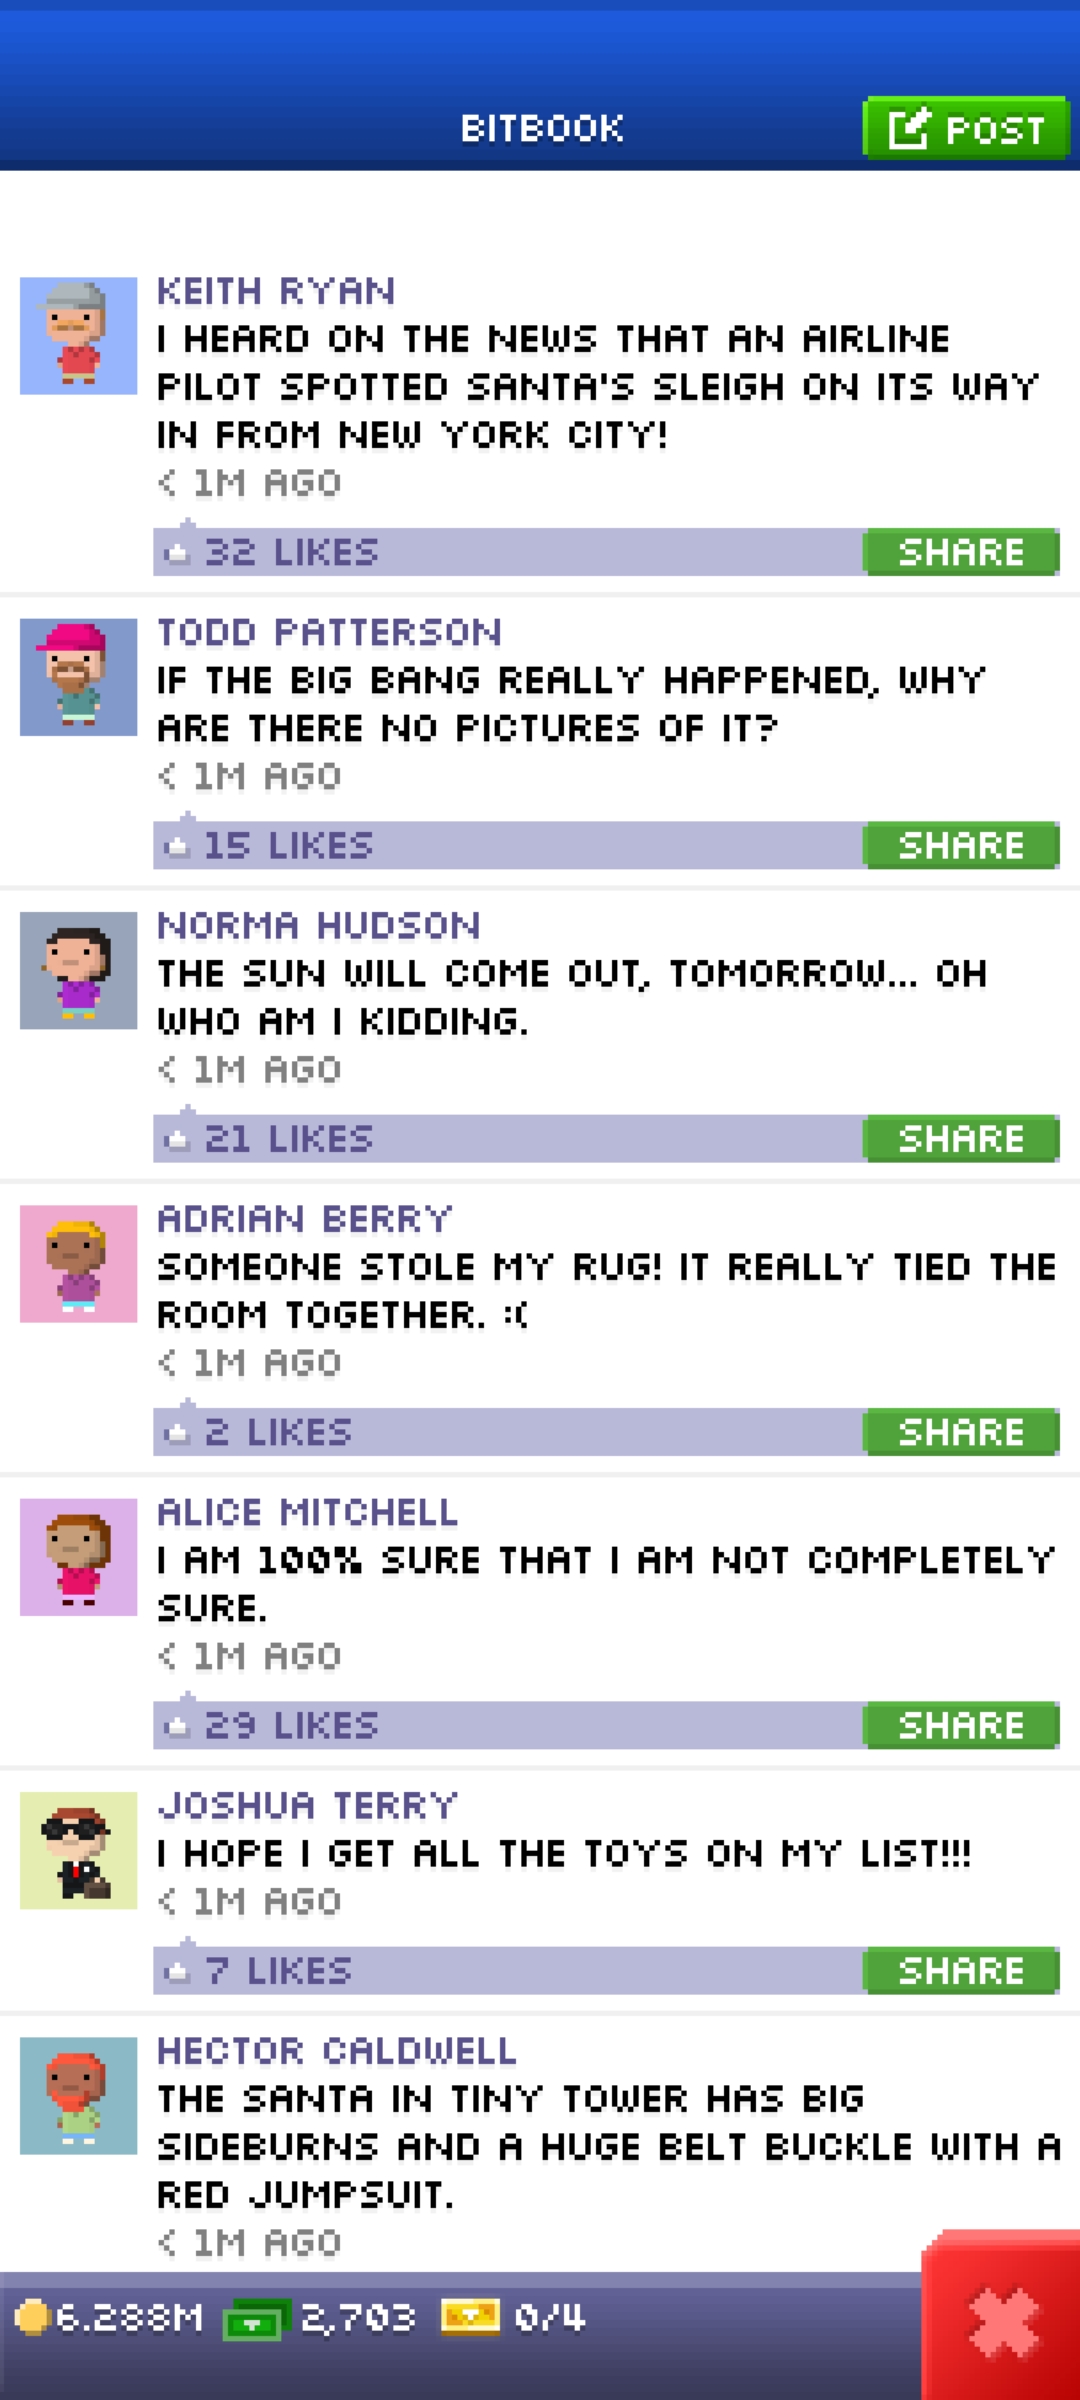 BITBOOK
POST
KEITH RYAN
I HEARD ON THE NEWS THAT AN AIRLINE
PILOT SPOTTED SANTA'S SLEIGH ON ITS WAY
IN FROM NEW YORK CITY!
< 1M AGO
32 LIKES
SHARE
TODD PATTERSON
IF THE BIG BANG REALLY HAPPENED, WHY
ARE THERE NO PICTURES OF IT?
< 1M AGO
15 LIKES
SHARE
NORMA HUDSON
THE SUN WILL COME OUT, TOMORROW... OH
WHO AM I KIDDING.
< 1M AGO
21 LIKES
SHARE
ADRIAN BERRY
SOMEONE STOLE MY RUG! IT REALLY TIED THE
ROOM TOGETHER. :(
< 1M AGO
2 LIKES
SHARE
ALICE MITCHELL
I AM 100% SURE THAT I AM NOT COMPLETELY
SURE.
< 1M AGO
29 LIKES
SHARE
JOSHUA TERRY
I HOPE I GET ALL THE TOYS ON MY LIST!!!
< 1M AGO
7 LIKES
SHARE
HECTOR CALDWELL
THE SANTA IN TINY TOWER HAS BIG
SIDEBURNS AND A HUGE BELT BUCKLE WITH A
RED JUMPSUIT.
< 1M AGO
6.288M 2,703 0/4